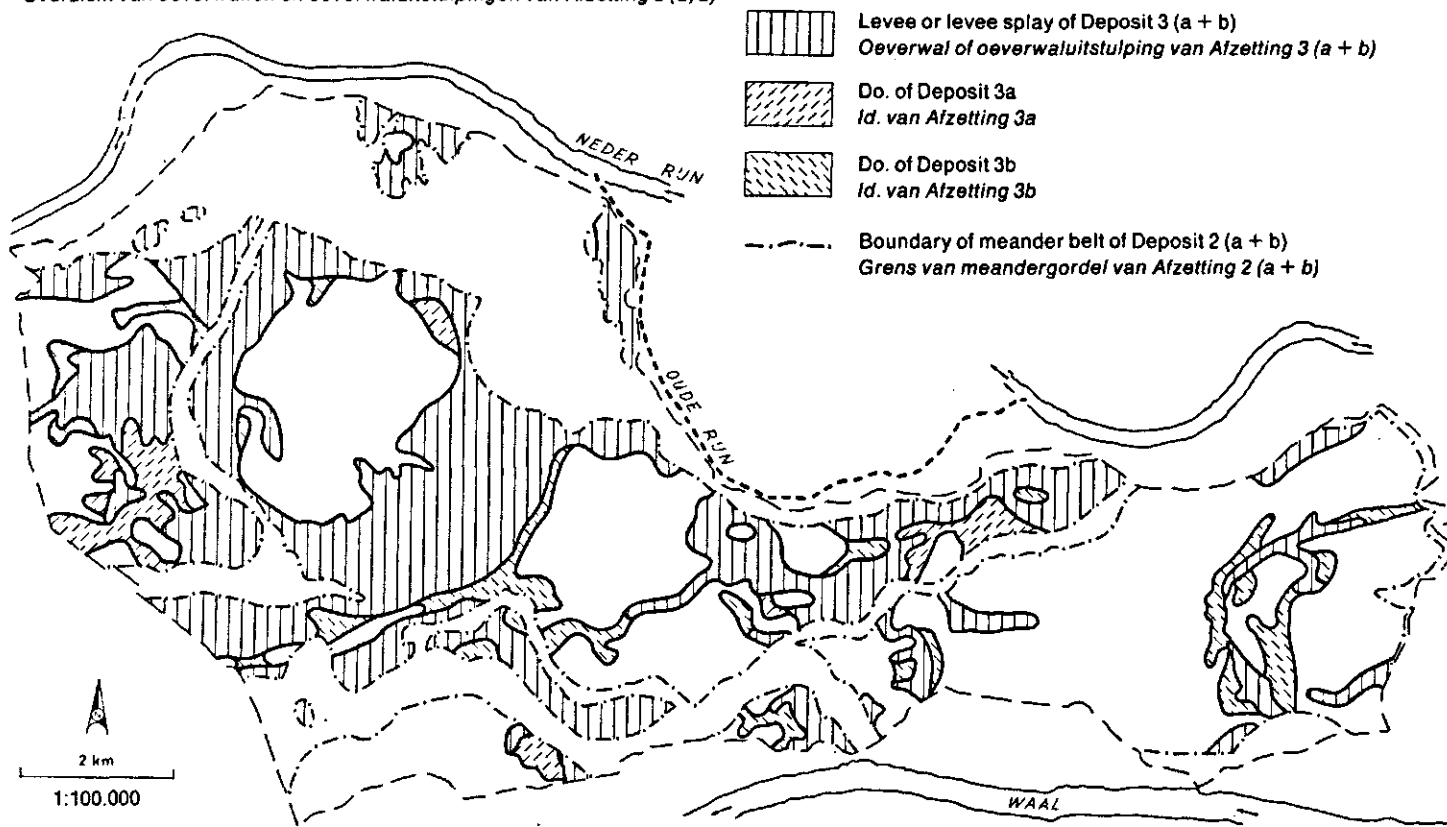 Levee or levee splay of Deposit 3 (a + b)
Oeverwal of oeverwaluitstulping van Afzetting 3 (a + b)
Do. of Deposit 3a
Id. van Afzetting 3a
Do. of Deposit 3b
Id. van Afzetting 3b
Boundary of meander belt of Deposit 2 (a + b)
Grens van meandergordel van Afzetting 2 (a + b)
NEDER RIJN
OUDE RIJN
WAAL
2 km
1:100.000